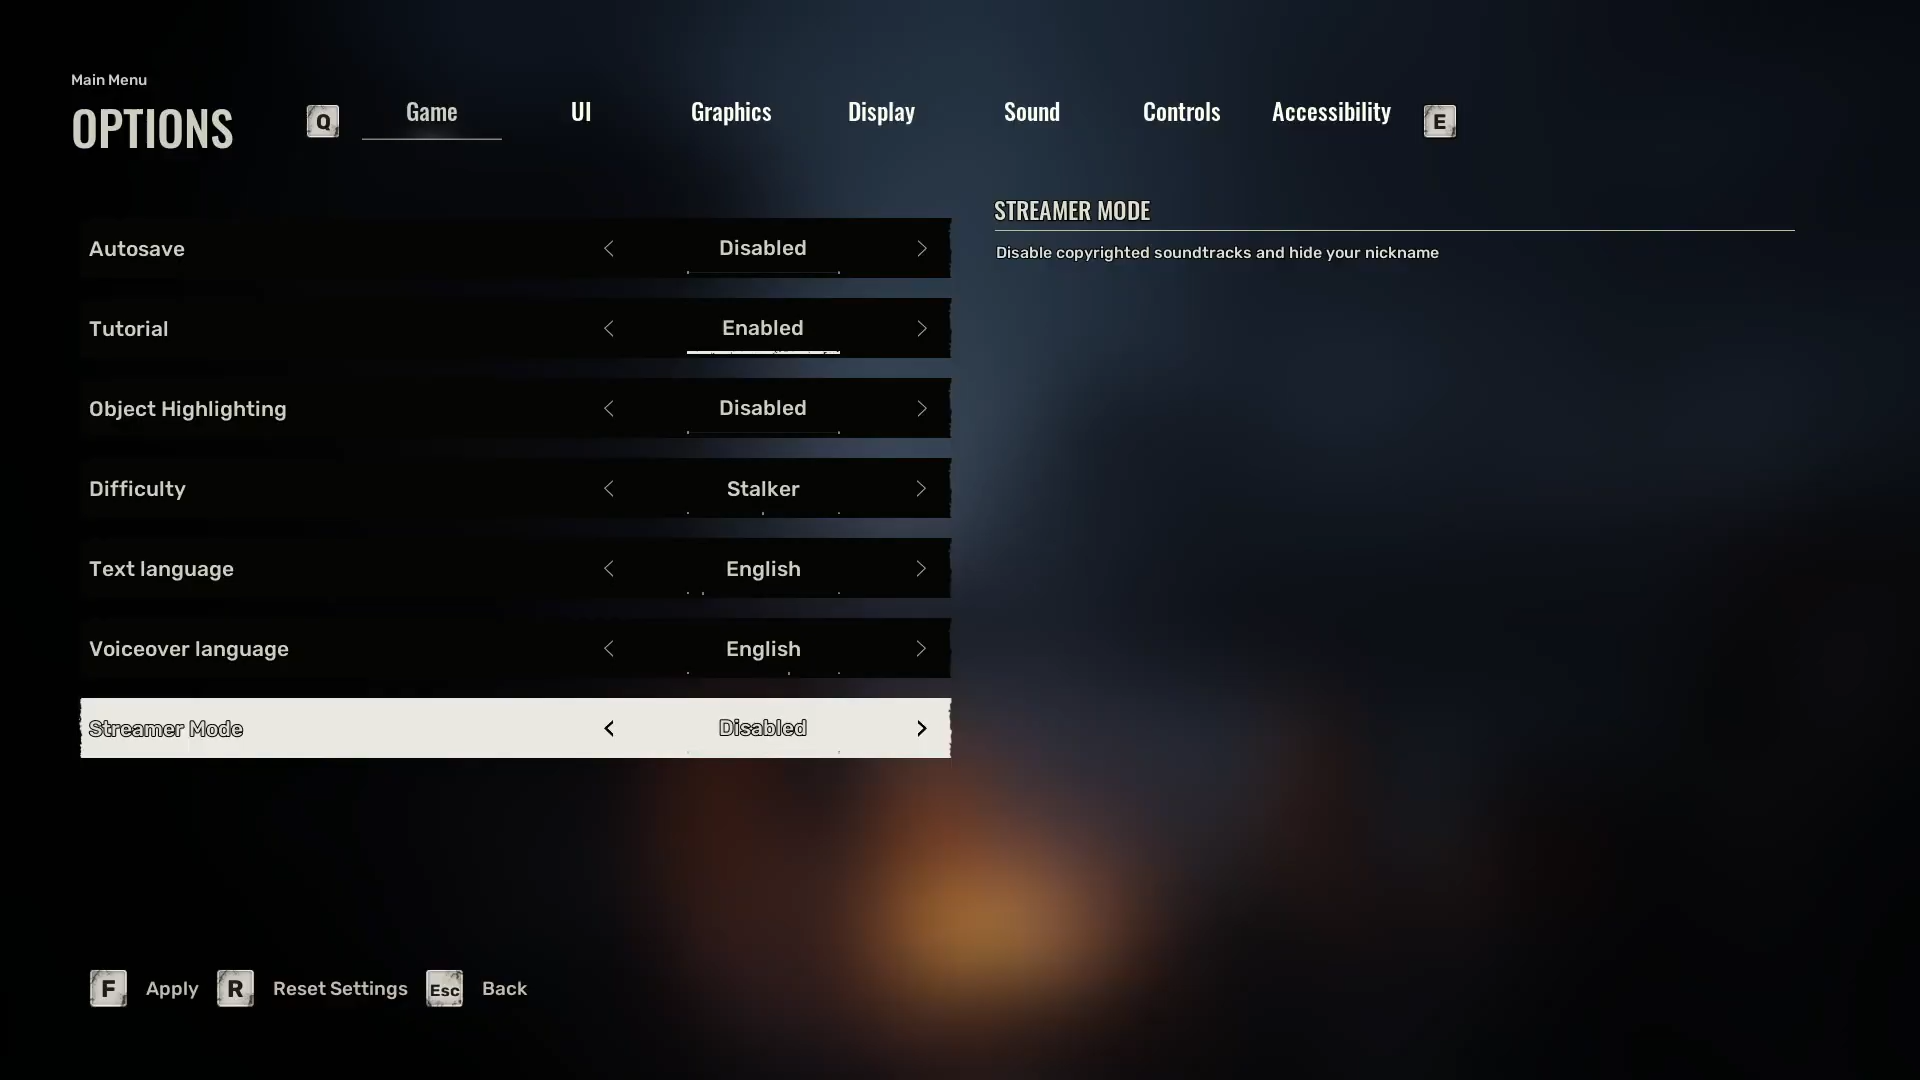 Main Menu
OPTIONS
Q Game UI Graphics Display Sound Controls Accessibility E
STREAMER MODE
Disable copyrighted soundtracks and hide your nickname
Autosave Disabled
Tutorial Enabled
Object Highlighting Disabled
Difficulty Stalker
Text language English
Voiceover language English
Streamer Mode Disabled
F Apply R Reset Settings Esc Back